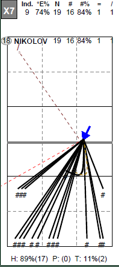 Ind. °E% N # #% = /
X7 9 74% 19 16 84% 1 1
18 NIKOLOV 19 16 84% 1 1
### #
### # # ### # ##
H: 89%(17) P: (0) T: 11%(2)